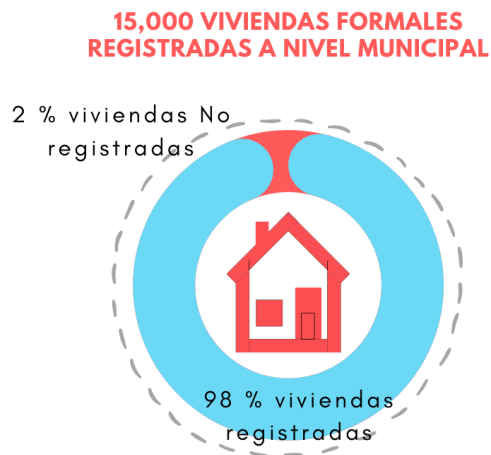 15,000 VIVIENDAS FORMALES
REGISTRADAS A NIVEL MUNICIPAL
2 % viviendas No
registradas
98 % viviendas
registradas